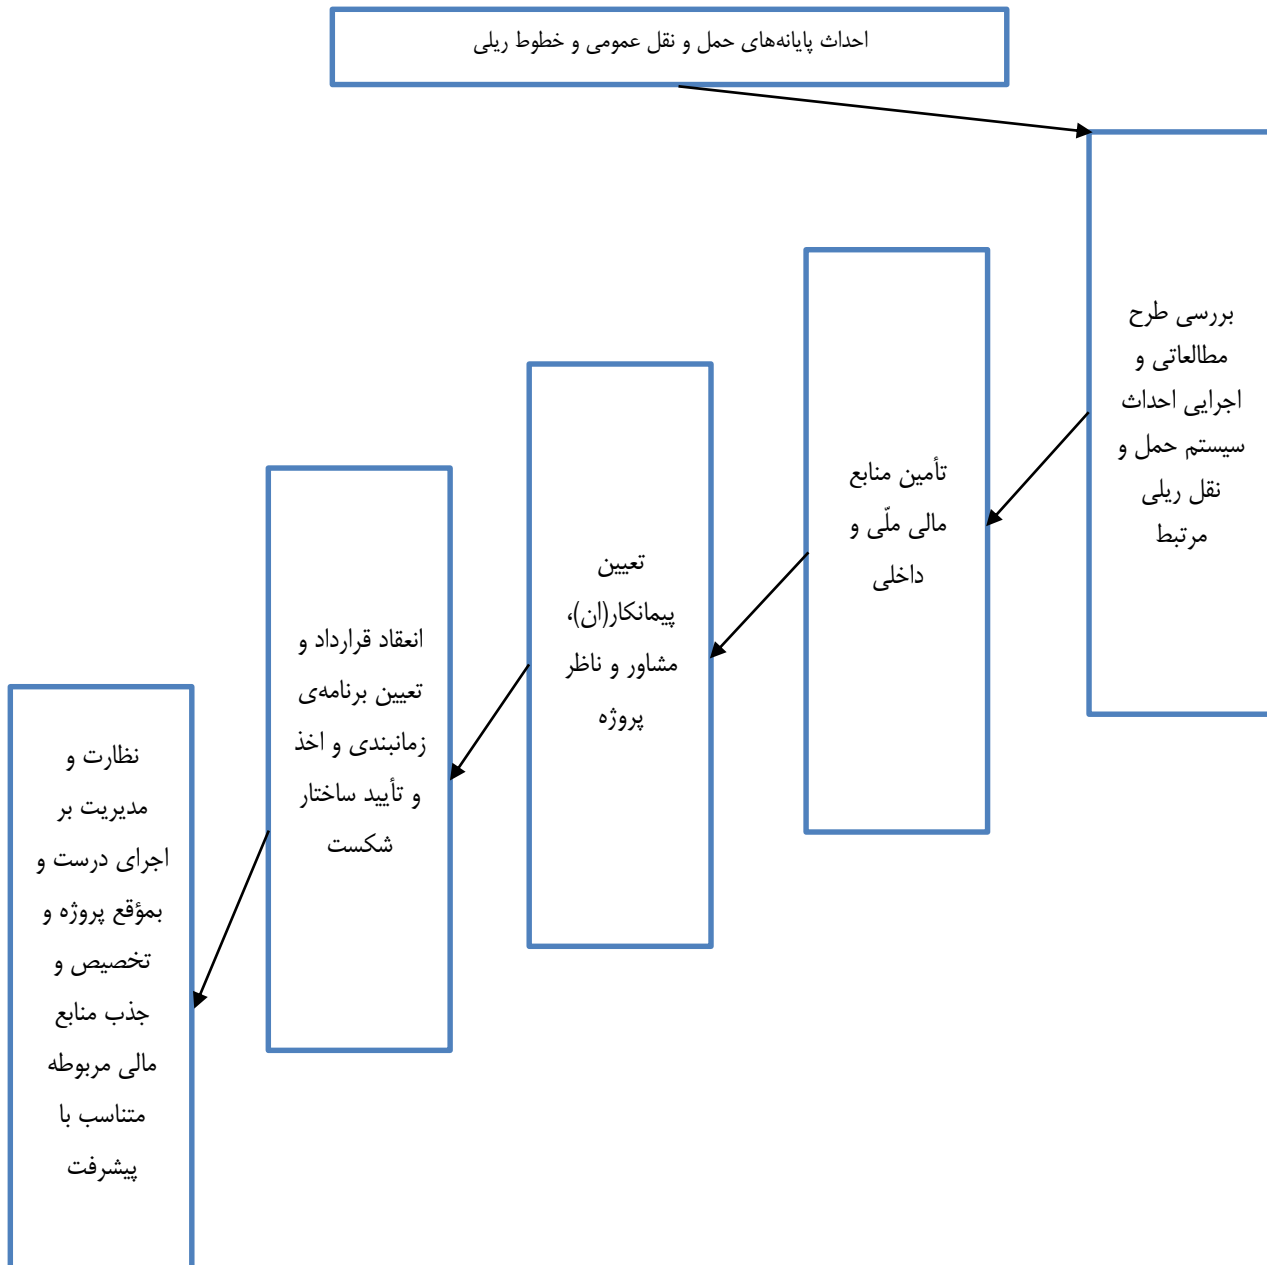 احداث پایانه‌های حمل و نقل عمومی و خطوط ریلی
بررسی طرح
مطالعاتی و
اجرایی احداث
سیستم حمل و
نقل ریلی
مرتبط
تأمین منابع
مالی ملّی و
داخلی
تعیین
پیمانکار(ان)،
مشاور و ناظر
پروژه
انعقاد قرارداد و
تعیین برنامه‌ی
زمانبندی و اخذ
و تأیید ساختار
شکست
نظارت و
مدیریت بر
اجرای درست و
بمؤقع پروژه و
تخصیص و
جذب منابع
مالی مربوطه
متناسب با
پیشرفت